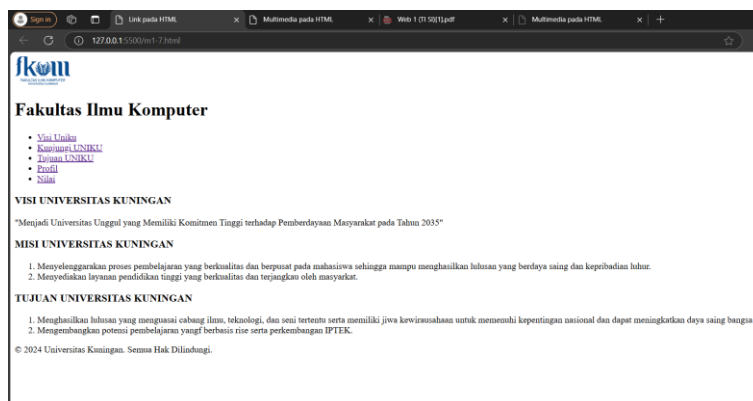 Sign in
Link pada HTML
Multimedia pada HTML
Web 1 (TI SI)[1].pdf
Multimedia pada HTML
127.0.0.1:5500/m1-7.html
fkom
Fakultas Ilmu Komputer
Visi Uniku
Kunjungi UNIKU
Tujuan UNIKU
Profil
Nilai
VISI UNIVERSITAS KUNINGAN
"Menjadi Universitas Unggul yang Memiliki Komitmen Tinggi terhadap Pemberdayaan Masyarakat pada Tahun 2035"
MISI UNIVERSITAS KUNINGAN
1. Menyelenggarakan proses pembelajaran yang berkualitas dan berpusat pada mahasiswa sehingga mampu menghasilkan lulusan yang berdaya saing dan kepribadian luhur.
2. Menyediakan layanan pendidikan tinggi yang berkualitas dan terjangkau oleh masyarkat.
TUJUAN UNIVERSITAS KUNINGAN
1. Menghasilkan lulusan yang menguasai cabang ilmu, teknologi, dan seni tertentu serta memiliki jiwa kewirausahaan untuk memenuhi kepentingan nasional dan dapat meningkatkan daya saing bangsa
2. Mengembangkan potensi pembelajaran yangf berbasis rise serta perkembangan IPTEK.
© 2024 Universitas Kuningan. Semua Hak Dilindungi.